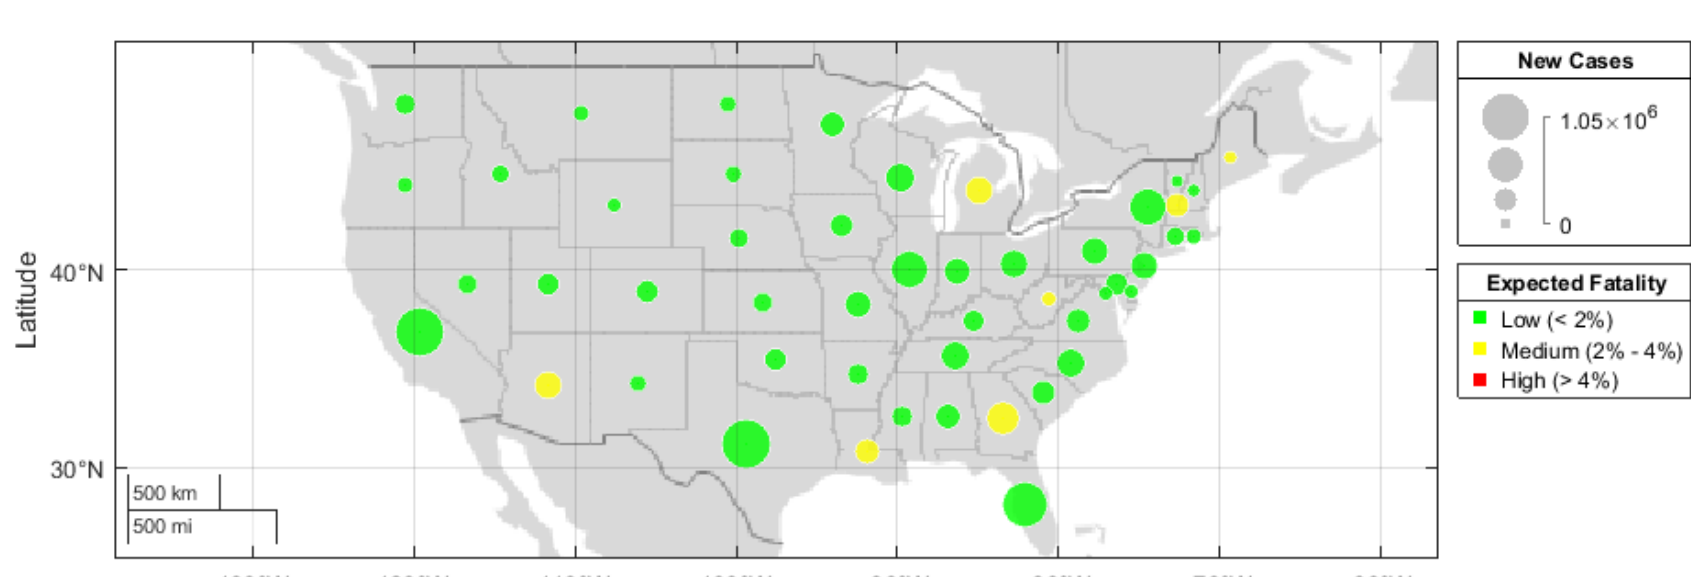 Latitude
40°N
30°N
500 km
500 mi
New Cases
1.05×10⁶
0
Expected Fatality
Low (< 2%)
Medium (2% - 4%)
High (> 4%)